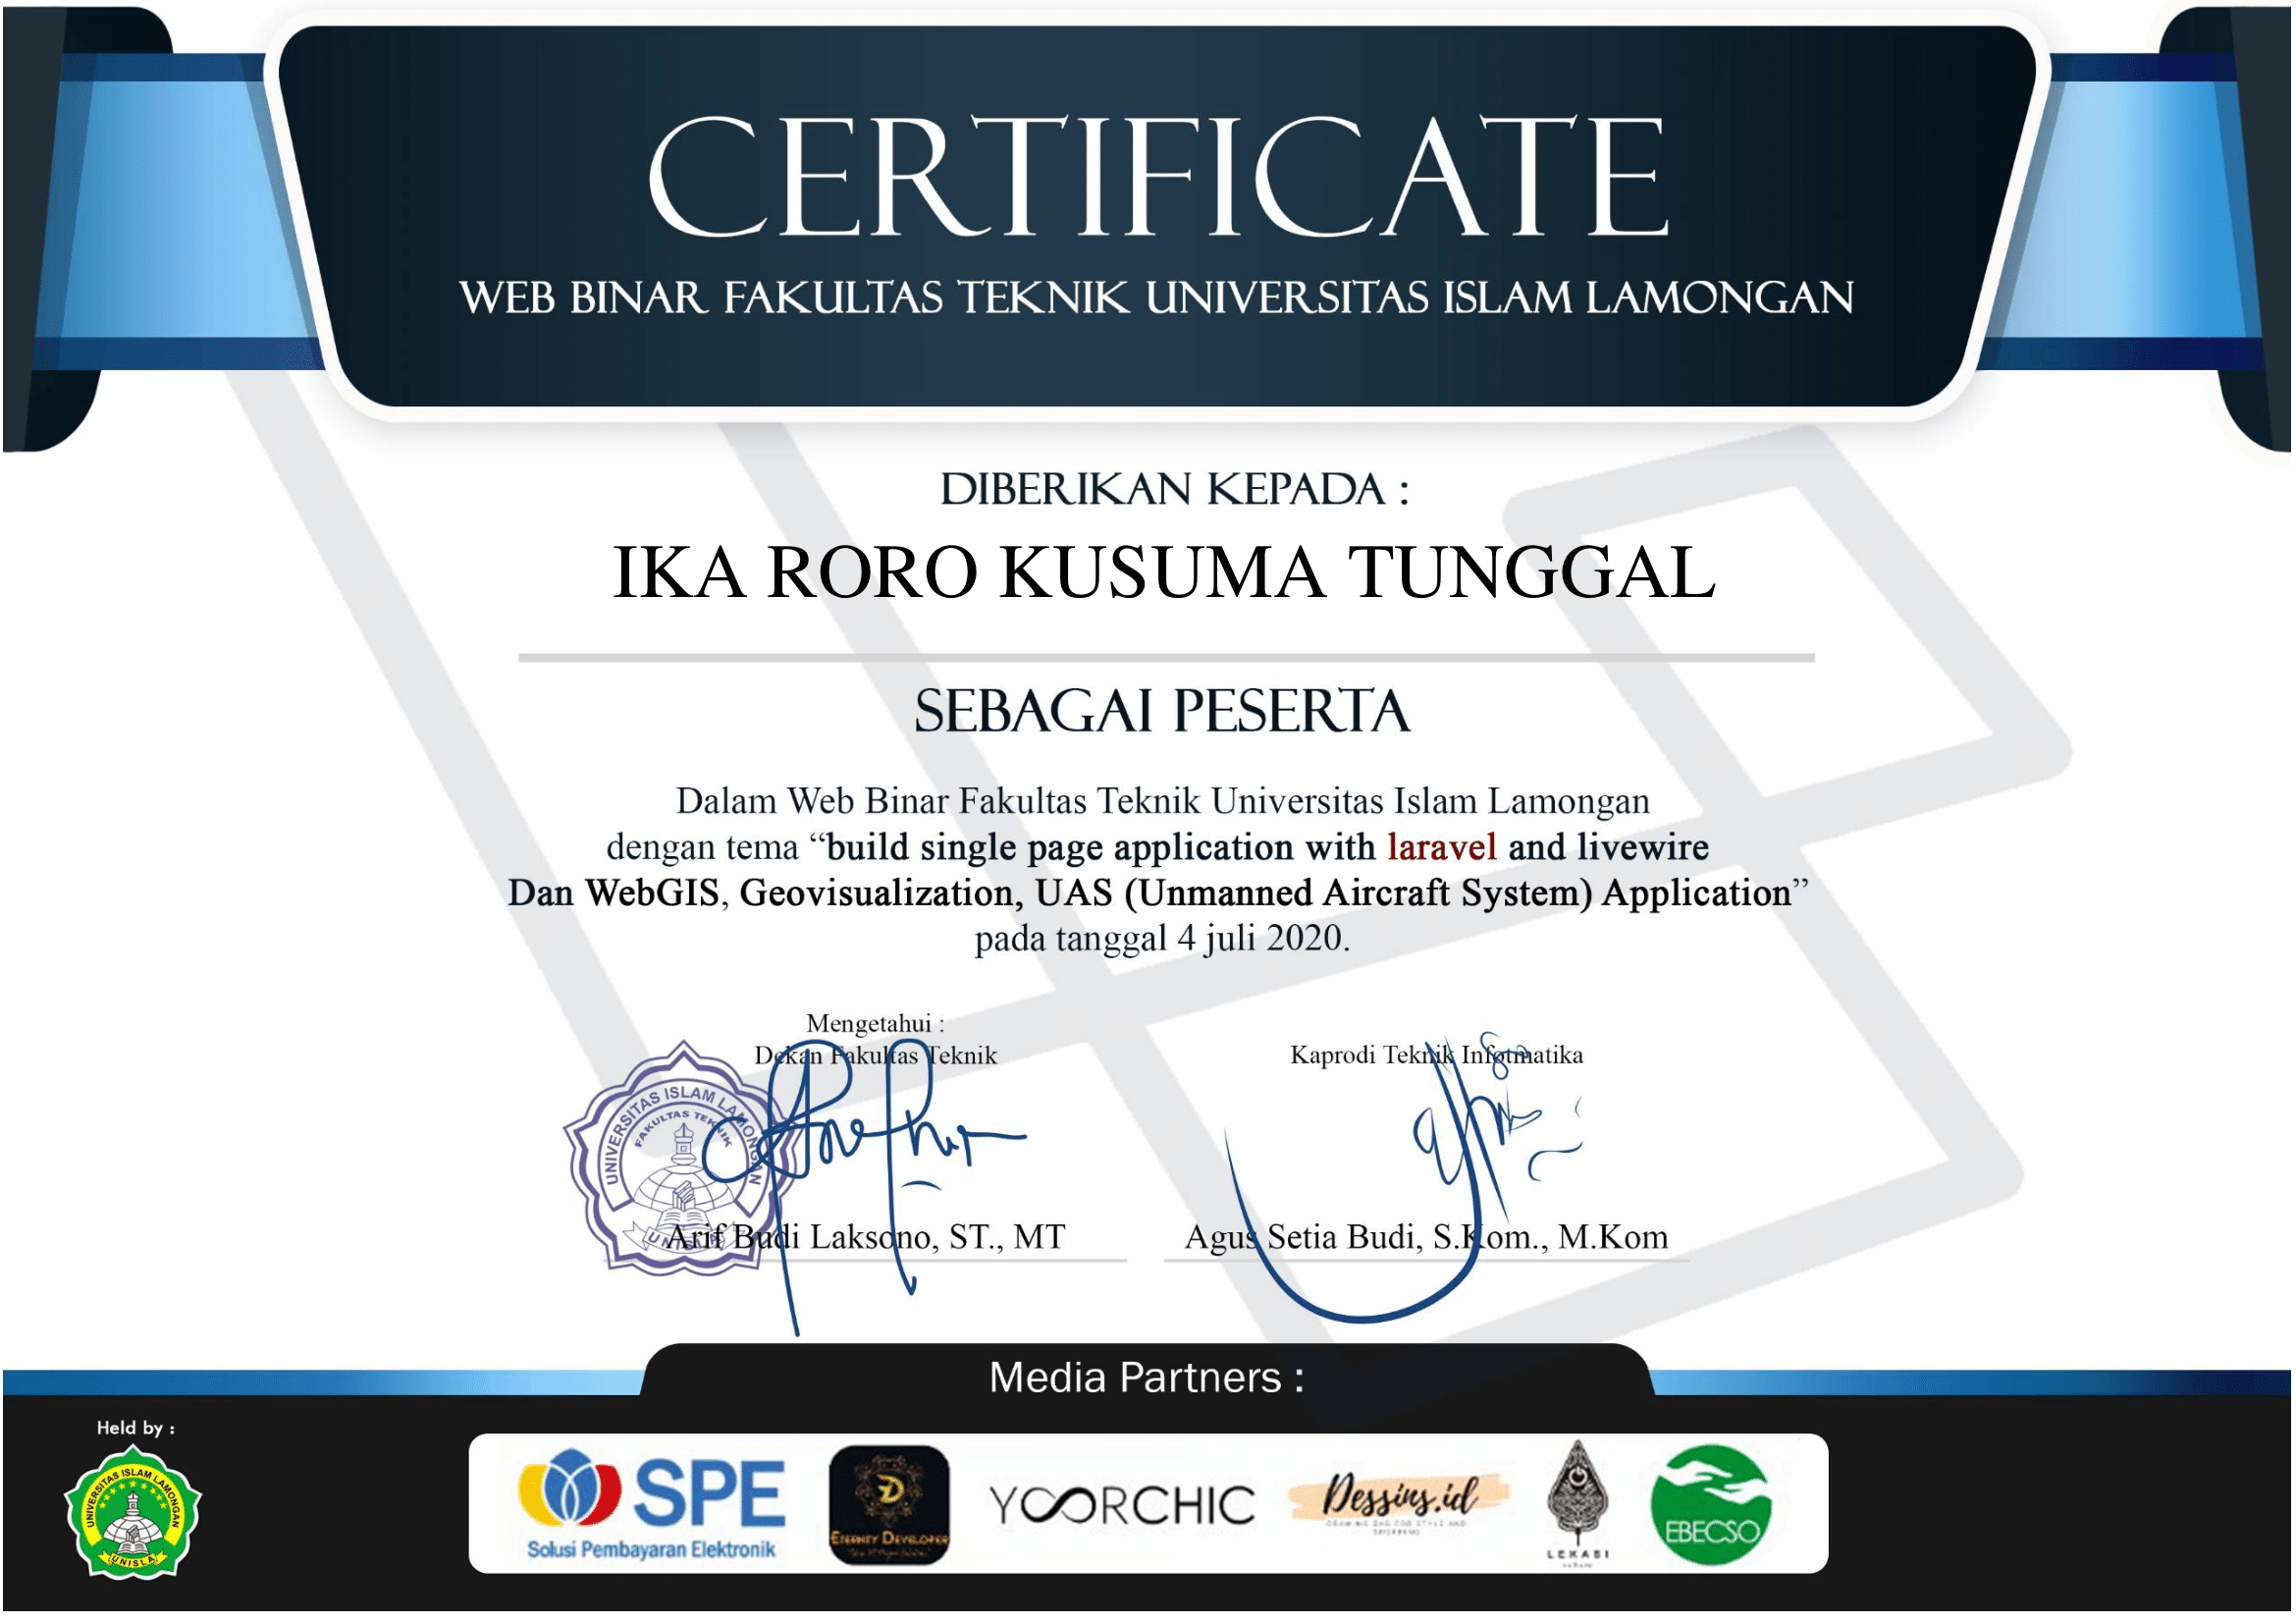 CERTIFICATE
WEB BINAR FAKULTAS TEKNIK UNIVERSITAS ISLAM LAMONGAN
DIBERIKAN KEPADA :
IKA RORO KUSUMA TUNGGAL
SEBAGAI PESERTA
Dalam Web Binar Fakultas Teknik Universitas Islam Lamongan
dengan tema “build single page application with laravel and livewire
Dan WebGIS, Geovisualization, UAS (Unmanned Aircraft System) Application”
pada tanggal 4 juli 2020.
Mengetahui :
Dekan Fakultas Teknik
Kaprodi Teknik Informatika
UNIVERSITAS ISLAM LAMONGAN
FAKULTAS TEKNIK
UNISLA
Arif Budi Laksono, ST., MT
Agus Setia Budi, S.Kom., M.Kom
Media Partners :
Held by :
UNIVERSITAS ISLAM LAMONGAN
UNISLA
SPE
Solusi Pembayaran Elektronik
D
ETERNITY DEVELOPER
YOORCHIC
Dessins.id
LEKASI
EBECSO